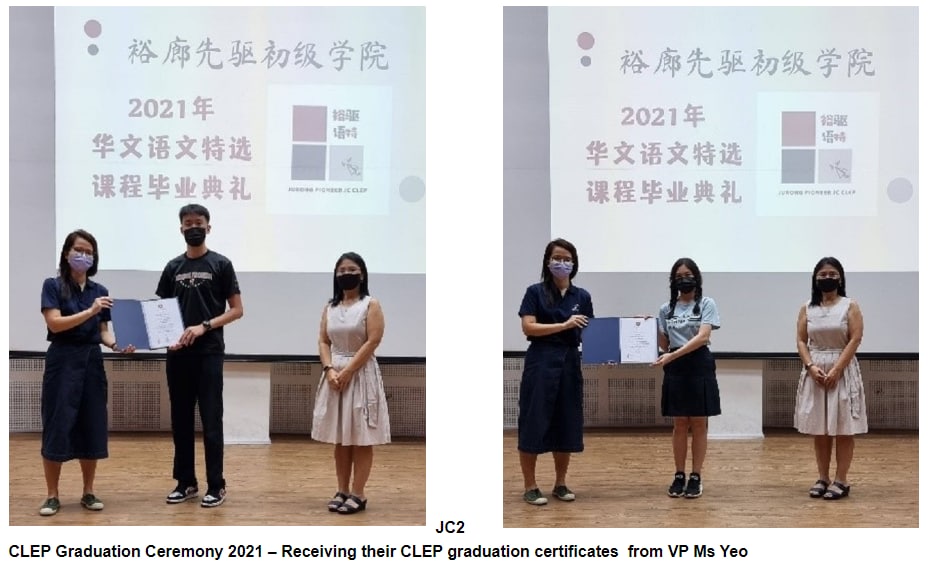 裕廊先驱初级学院
2021年
华文语文特选
课程毕业典礼
裕驱
语特
JURONG PIONEER JC CLEP
裕廊先驱初级学院
2021年
华文语文特选
课程毕业典礼
裕驱
语特
JURONG PIONEER JC CLEP
JC2
CLEP Graduation Ceremony 2021 – Receiving their CLEP graduation certificates from VP Ms Yeo